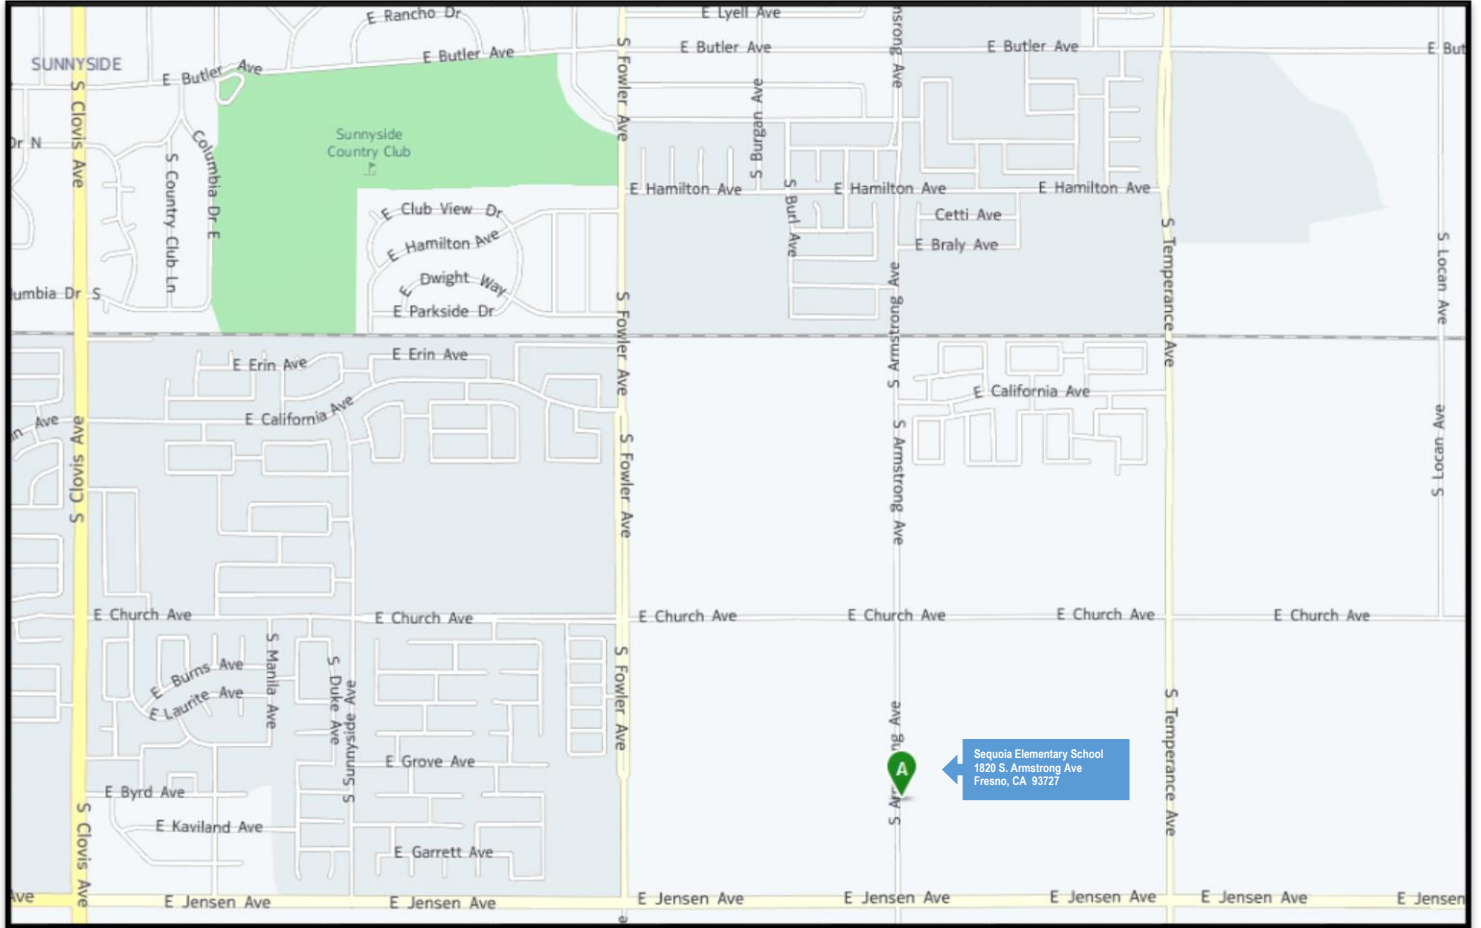 E Rancho Dr
E Lyell Ave
SUNNYSIDE
E Butler Ave
E Butler Ave
E Butler Ave
E Butler Ave
E But
S Clovis Ave
S Fowler Ave
S Burgan Ave
Dr N
Columbia Dr E
S Country Club Ln
Sunnyside
Country Club
E Hamilton Ave
E Hamilton Ave
E Hamilton Ave
S Burl Ave
E Club View Dr
Cetti Ave
E Hamilton Ave
E Braly Ave
S Temperance Ave
S Locan Ave
E Dwight Way
umbia Dr S
E Parkside Dr
S Fowler Ave
S Armstrong Ave
E Erin Ave
E Erin Ave
E California Ave
E California Ave
Ave
S Clovis Ave
S Fowler Ave
S Armstrong Ave
S Locan Ave
E Church Ave
E Church Ave
E Church Ave
E Church Ave
E Church Ave
E Church Ave
E Burns Ave
E Laurite Ave
S Manila Ave
S Duke Ave
S Sunnyside Ave
S Fowler Ave
S Temperance Ave
E Grove Ave
A
Sequoia Elementary School
1820 S. Armstrong Ave
Fresno, CA 93727
E Byrd Ave
E Kaviland Ave
S Clovis Ave
E Garrett Ave
Ave
E Jensen Ave
E Jensen Ave
E Jensen Ave
E Jensen Ave
E Jensen Ave
E Jensen Ave
E Jensen